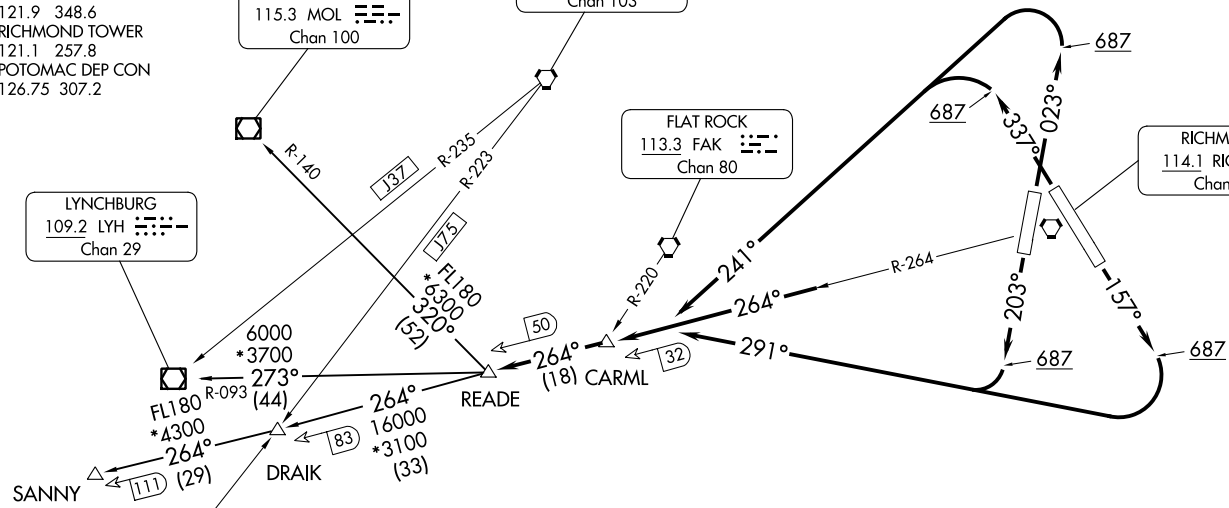 121.9 348.6
RICHMOND TOWER
121.1 257.8
POTOMAC DEP CON
126.75 307.2
115.3 MOL
Chan 100
Chan 103
687
687
023°
337°
FLAT ROCK
113.3 FAK
Chan 80
RICHM
114.1 RI
Chan
R-140
J37
R-235
R-223
J75
LYNCHBURG
109.2 LYH
Chan 29
R-220
241°
R-264
264°
203°
157°
FL180
*6300
320°
(52)
50
264°
(18)
CARML
32
291°
687
687
6000
*3700
R-093 273°
(44)
READE
FL180
*4300
264°
(29)
264°
16000
*3100
(33)
83
DRAIK
SANNY
111